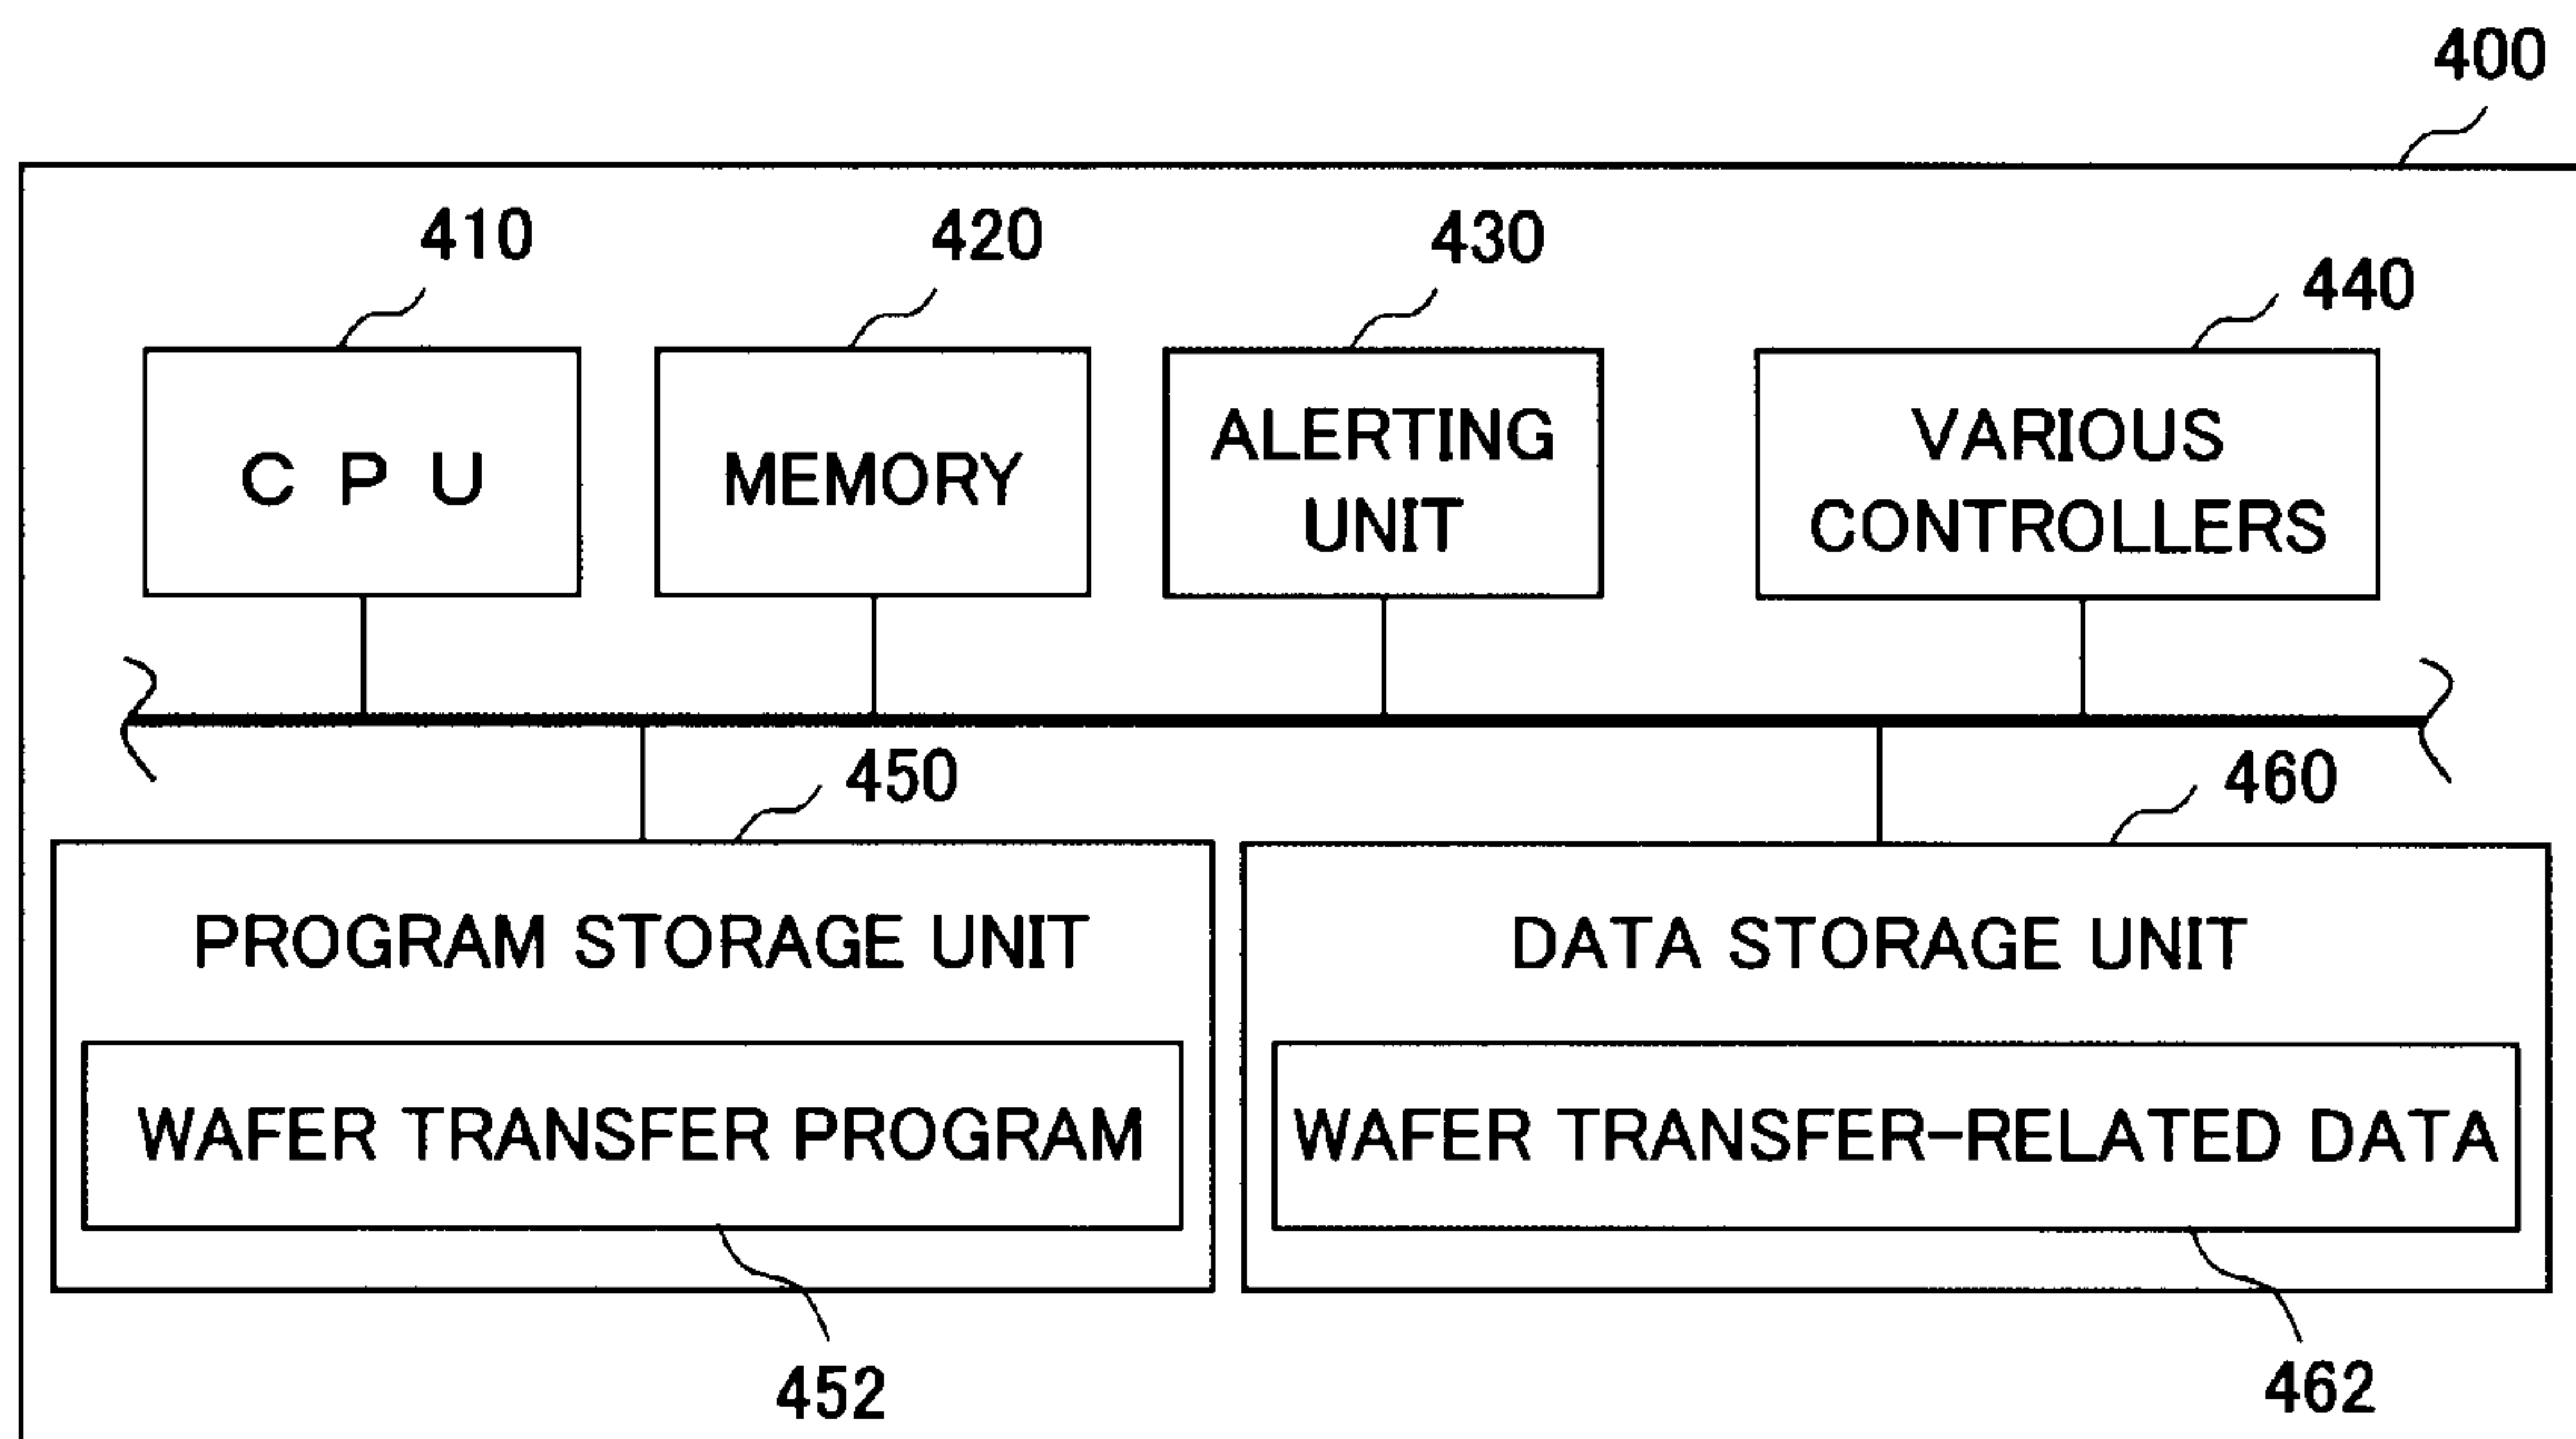 400
410
420
430
440
C P U
MEMORY
ALERTING
UNIT
VARIOUS
CONTROLLERS
450
460
PROGRAM STORAGE UNIT
DATA STORAGE UNIT
WAFER TRANSFER PROGRAM
WAFER TRANSFER-RELATED DATA
452
462